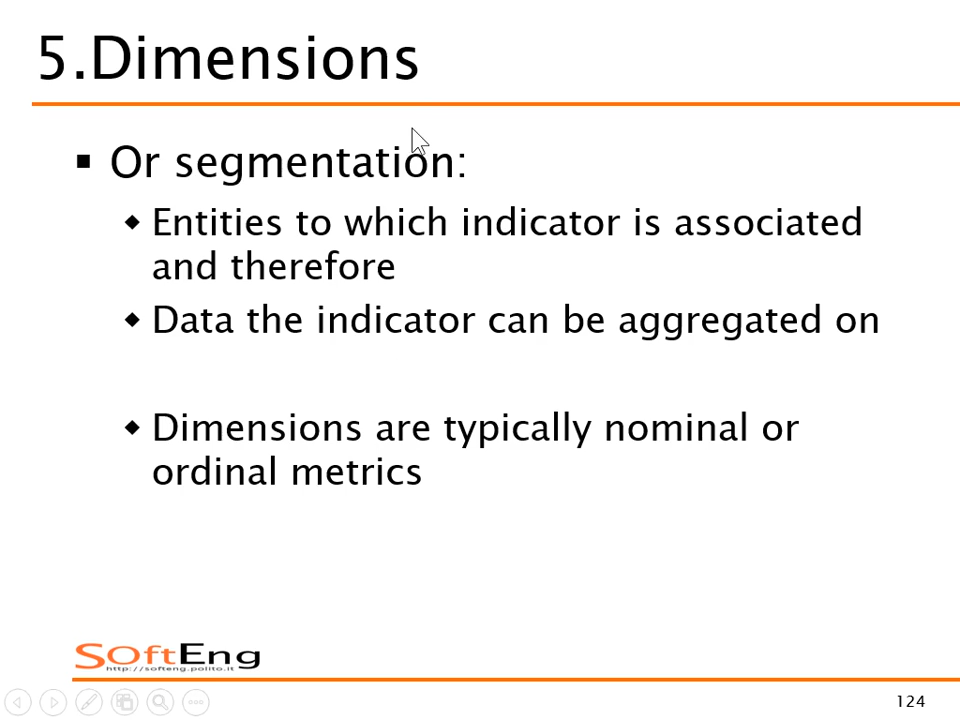 5.Dimensions
Or segmentation:
Entities to which indicator is associated
and therefore
Data the indicator can be aggregated on
Dimensions are typically nominal or
ordinal metrics
SoftEng
http://softeng.polito.it
124